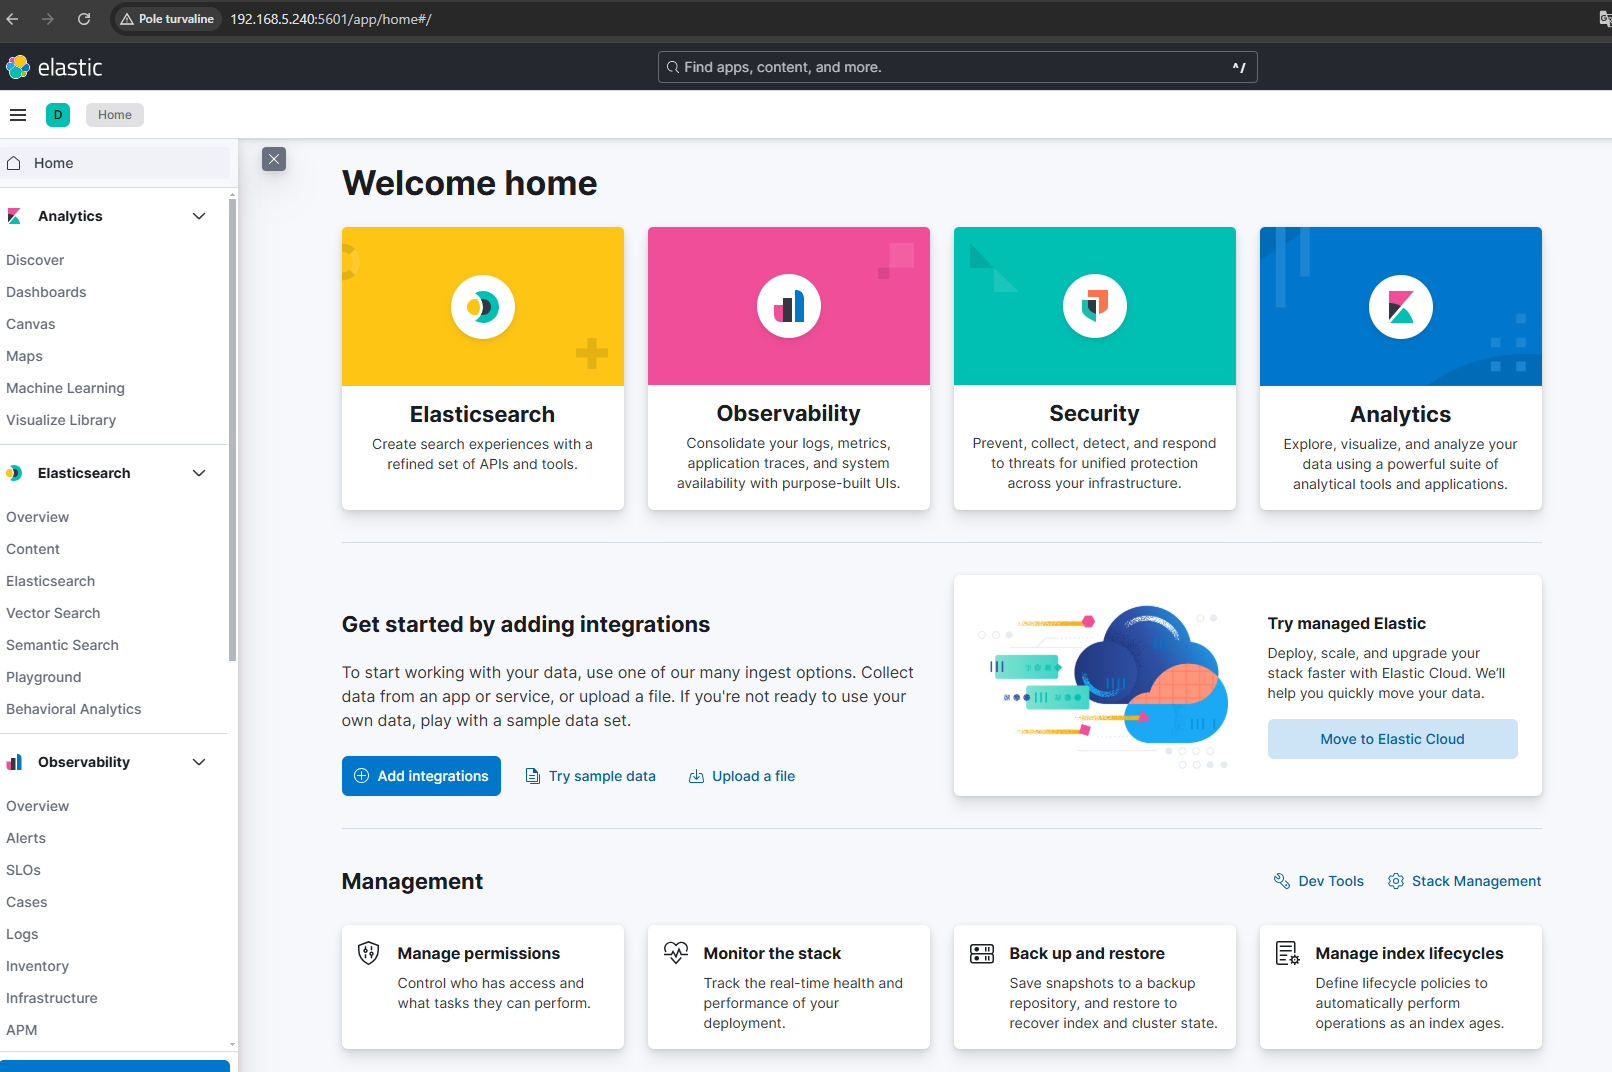 Pole turvaline
192.168.5.240:5601/app/home#/
elastic
Find apps, content, and more.
^/
D
Home
Home
Analytics
Discover
Dashboards
Canvas
Maps
Machine Learning
Visualize Library
Elasticsearch
Overview
Content
Elasticsearch
Vector Search
Semantic Search
Playground
Behavioral Analytics
Observability
Overview
Alerts
SLOs
Cases
Logs
Inventory
Infrastructure
APM
Welcome home
Elasticsearch
Create search experiences with a
refined set of APIs and tools.
Observability
Consolidate your logs, metrics,
application traces, and system
availability with purpose-built UIs.
Security
Prevent, collect, detect, and respond
to threats for unified protection
across your infrastructure.
Analytics
Explore, visualize, and analyze your
data using a powerful suite of
analytical tools and applications.
Get started by adding integrations
To start working with your data, use one of our many ingest options. Collect
data from an app or service, or upload a file. If you're not ready to use your
own data, play with a sample data set.
Add integrations
Try sample data
Upload a file
Try managed Elastic
Deploy, scale, and upgrade your
stack faster with Elastic Cloud. We'll
help you quickly move your data.
Move to Elastic Cloud
Management
Dev Tools
Stack Management
Manage permissions
Control who has access and
what tasks they can perform.
Monitor the stack
Track the real-time health and
performance of your
deployment.
Back up and restore
Save snapshots to a backup
repository, and restore to
recover index and cluster state.
Manage index lifecycles
Define lifecycle policies to
automatically perform
operations as an index ages.